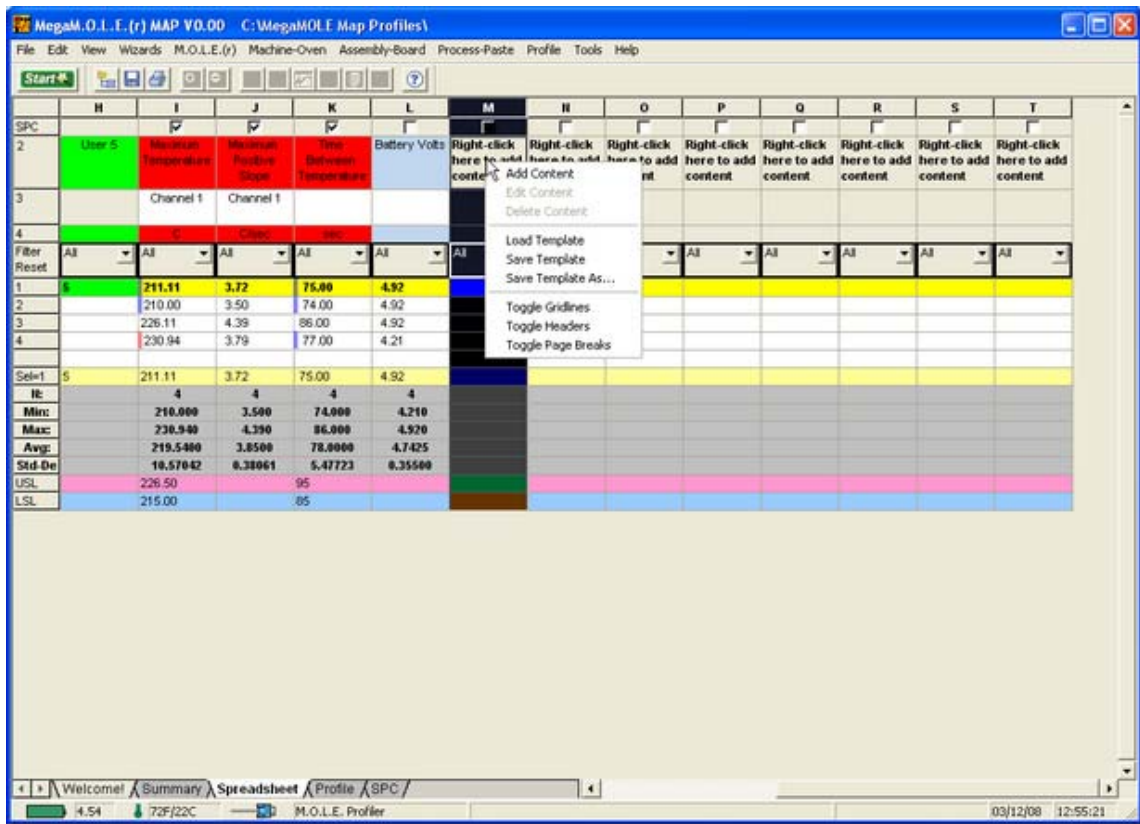 MegaM.O.L.E.(r) MAP V0.00 C:\MegaMOLE Map Profiles\
File Edit View Wizards M.O.L.E.(r) Machine-Oven Assembly-Board Process-Paste Profile Tools Help
Start
H I J K L M N O P Q R S T
SPC
2 User 5 Maximum Temperature Maximum Positive Slope Time Between Temperature Battery Volts Right-click Right-click Right-click Right-click Right-click Right-click Right-click Right-click
here to add here to add here to add here to add here to add here to add here to add here to add
content content content content content content
Add Content
Edit Content
Delete Content
Load Template
Save Template
Save Template As...
Toggle Gridlines
Toggle Headers
Toggle Page Breaks
3 Channel 1 Channel 1
4 C C/sec sec
Filter Reset All All All All All All All All All All All
1 5 211.11 3.72 75.00 4.92
2 210.00 3.50 74.00 4.92
3 226.11 4.39 86.00 4.92
4 230.94 3.79 77.00 4.21
Sel=1 5 211.11 3.72 75.00 4.92
4 4 4 4
Min: 210.000 3.500 74.000 4.210
Max: 230.940 4.390 86.000 4.920
Avg: 219.5400 3.8500 78.0000 4.7425
Std-De 10.57042 0.38061 5.47723 0.35500
USL 226.50 95
LSL 215.00 85
Welcome! Summary Spreadsheet Profile SPC
4.54 72F/22C M.O.L.E. Profiler 03/12/08 12:55:21